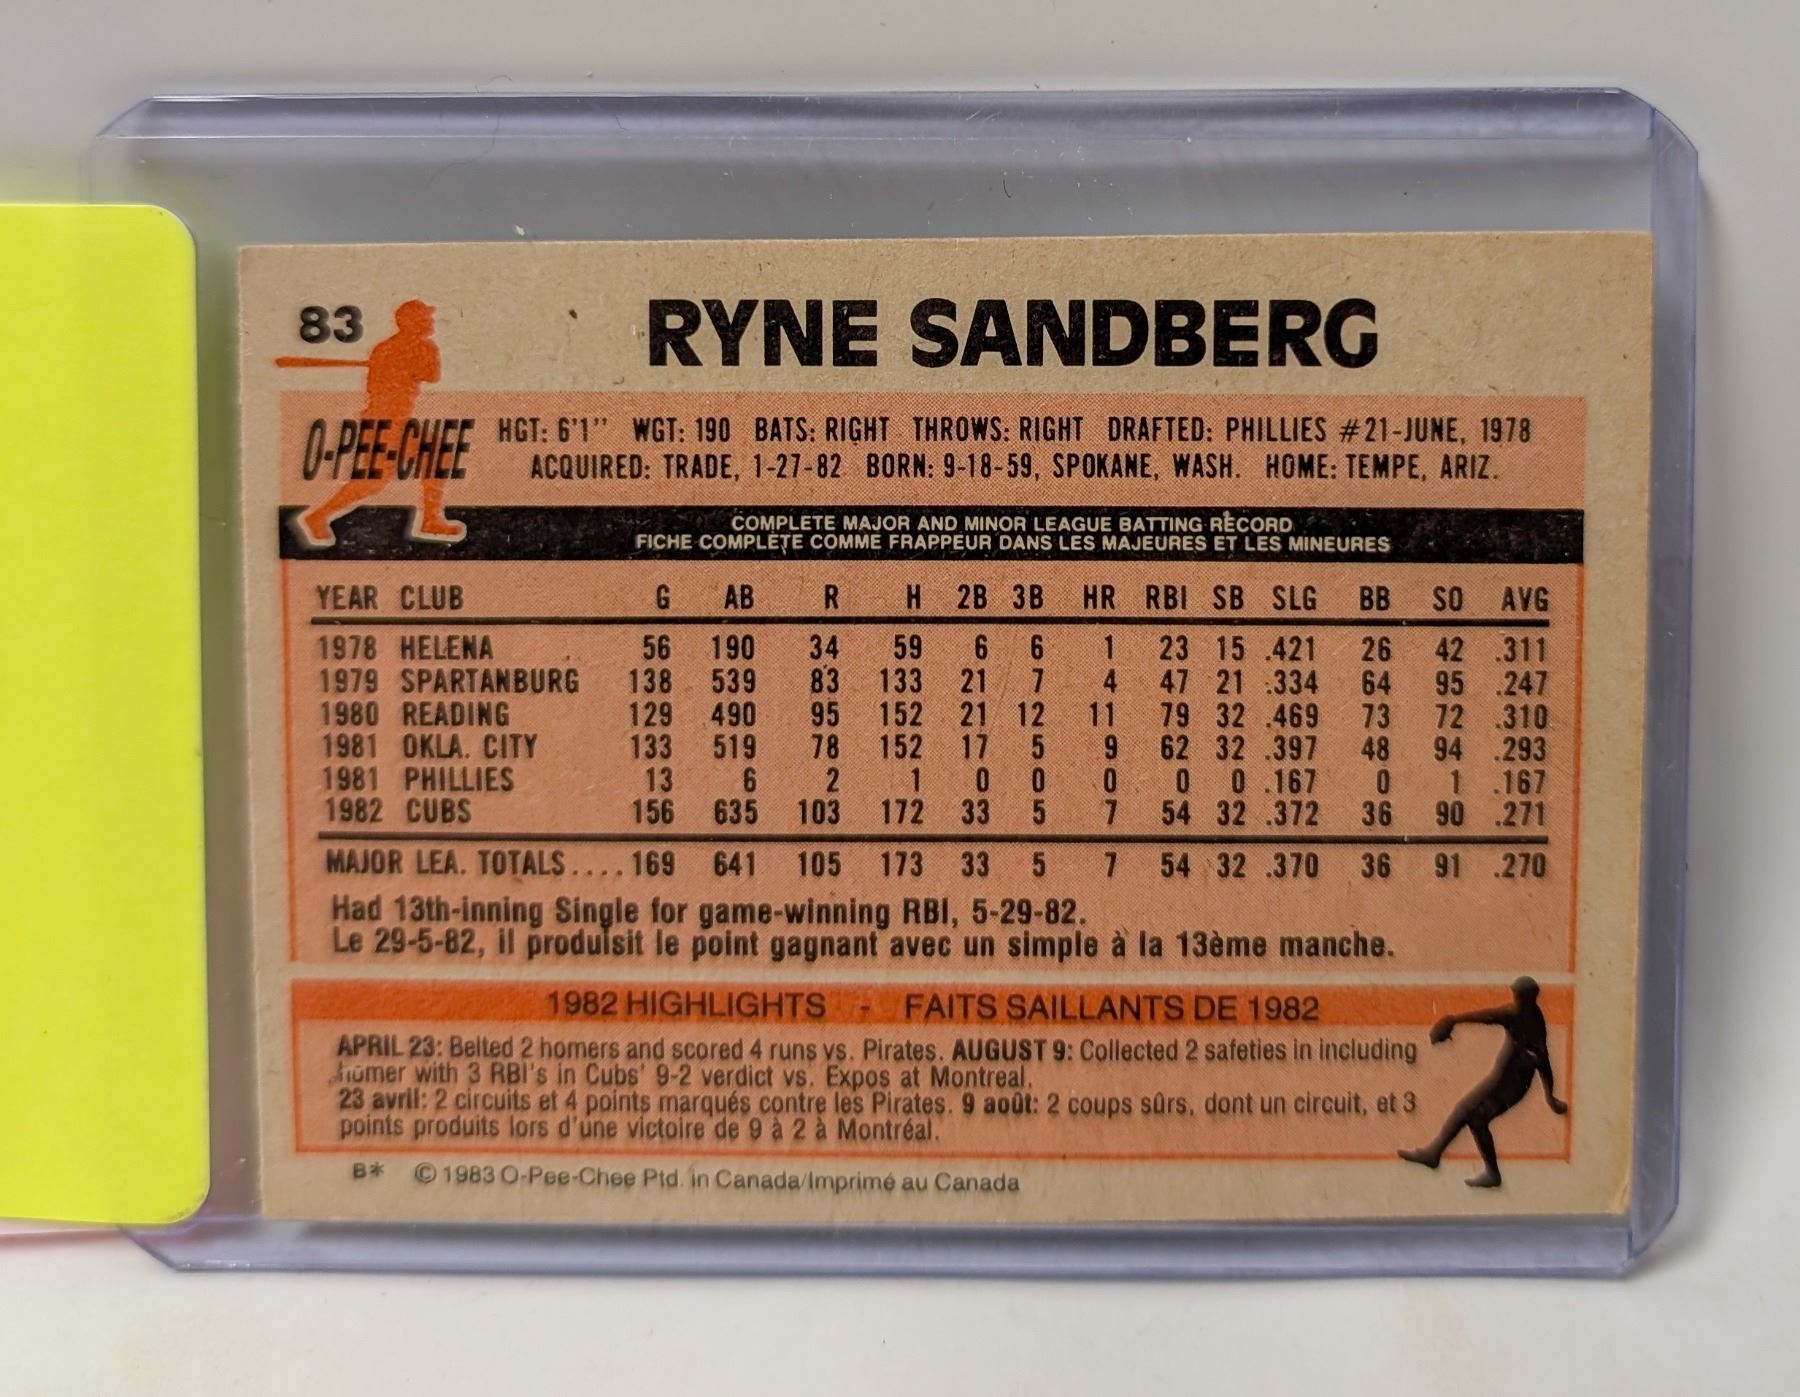 83
RYNE SANDBERG
O-PEE-CHEE
HGT: 6'1" WGT: 190 BATS: RIGHT THROWS: RIGHT DRAFTED: PHILLIES #21-JUNE, 1978
ACQUIRED: TRADE, 1-27-82 BORN: 9-18-59, SPOKANE, WASH. HOME: TEMPE, ARIZ.
COMPLETE MAJOR AND MINOR LEAGUE BATTING RECORD
FICHE COMPLÈTE COMME FRAPPEUR DANS LES MAJEURES ET LES MINEURES
YEAR CLUB G AB R H 2B 3B HR RBI SB SLG BB SO AVG
1978 HELENA 56 190 34 59 6 6 1 23 15 .421 26 42 .311
1979 SPARTANBURG 138 539 83 133 21 7 4 47 21 .334 64 95 .247
1980 READING 129 490 95 152 21 12 11 79 32 .469 73 72 .310
1981 OKLA. CITY 133 519 78 152 17 5 9 62 32 .397 48 94 .293
1981 PHILLIES 13 6 2 1 0 0 0 0 0 .167 0 1 .167
1982 CUBS 156 635 103 172 33 5 7 54 32 .372 36 90 .271
MAJOR LEA. TOTALS.... 169 641 105 173 33 5 7 54 32 .370 36 91 .270
Had 13th-inning Single for game-winning RBI, 5-29-82.
Le 29-5-82, il produisit le point gagnant avec un simple à la 13ème manche.
1982 HIGHLIGHTS - FAITS SAILLANTS DE 1982
APRIL 23: Belted 2 homers and scored 4 runs vs. Pirates. AUGUST 9: Collected 2 safeties in including
homer with 3 RBI's in Cubs' 9-2 verdict vs. Expos at Montreal.
23 avril: 2 circuits et 4 points marqués contre les Pirates. 9 août: 2 coups sûrs, dont un circuit, et 3
points produits lors d'une victoire de 9 à 2 à Montréal.
B* © 1983 O-Pee-Chee Ptd. in Canada/Imprimé au Canada